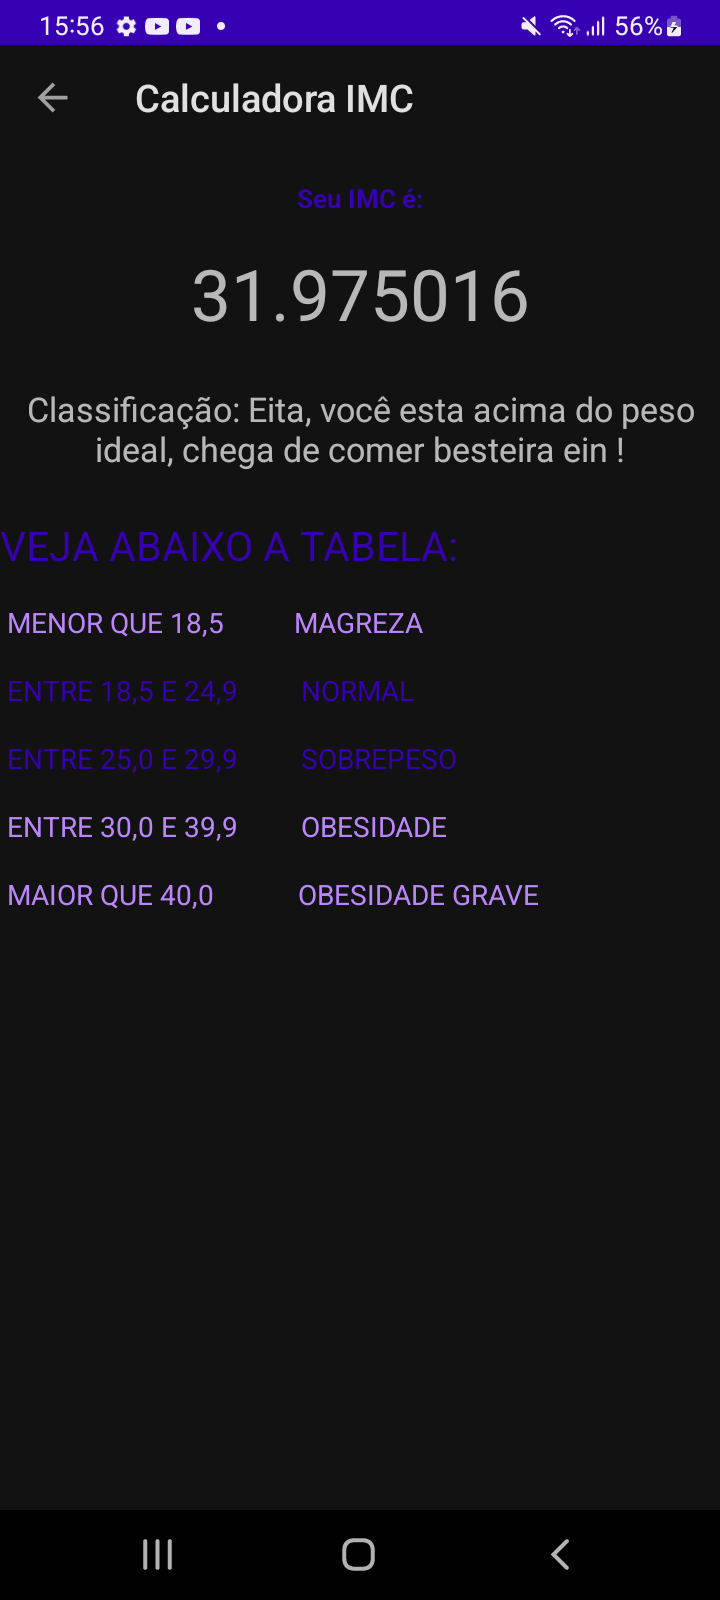 15:56 56%
Calculadora IMC
Seu IMC é:
31.975016
Classificação: Eita, você esta acima do peso
ideal, chega de comer besteira ein !
VEJA ABAIXO A TABELA:
MENOR QUE 18,5 MAGREZA
ENTRE 18,5 E 24,9 NORMAL
ENTRE 25,0 E 29,9 SOBREPESO
ENTRE 30,0 E 39,9 OBESIDADE
MAIOR QUE 40,0 OBESIDADE GRAVE